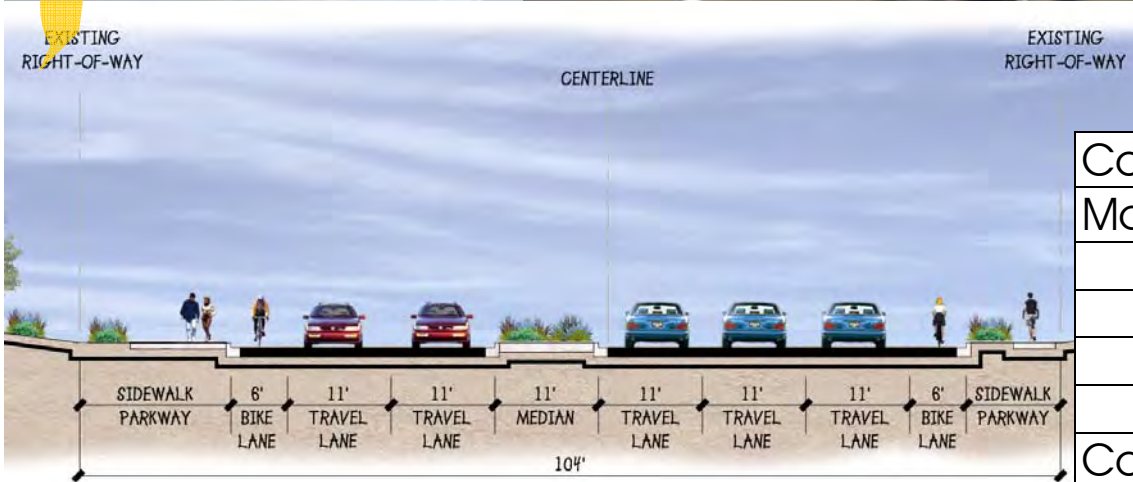 EXISTING
RIGHT-OF-WAY
CENTERLINE
EXISTING
RIGHT-OF-WAY
SIDEWALK
PARKWAY
6'
BIKE
LANE
11'
TRAVEL
LANE
11'
TRAVEL
LANE
11'
MEDIAN
11'
TRAVEL
LANE
11'
TRAVEL
LANE
11'
TRAVEL
LANE
6'
BIKE
LANE
SIDEWALK
PARKWAY
104'